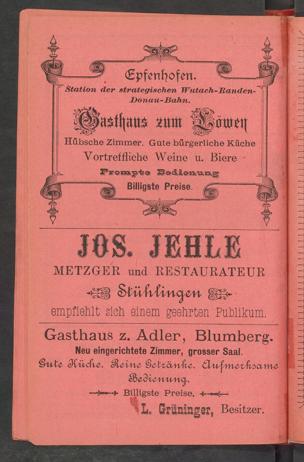 Epfenhofen.
Station der strategischen Wutach-Randen-
Donau-Bahn.
Gasthaus zum Löwen
Hübsche Zimmer. Gute bürgerliche Küche
Vortreffliche Weine u. Biere
Prompte Bedienung
Billigste Preise.
JOS. JEHLE
METZGER und RESTAURATEUR
Stühlingen
empfiehlt sich einem geehrten Publikum.
Gasthaus z. Adler, Blumberg.
Neu eingerichtete Zimmer, grosser Saal.
Gute Küche. Reine Getränke. Aufmerksame
Bedienung.
Billigste Preise.
L. Grüninger, Besitzer.